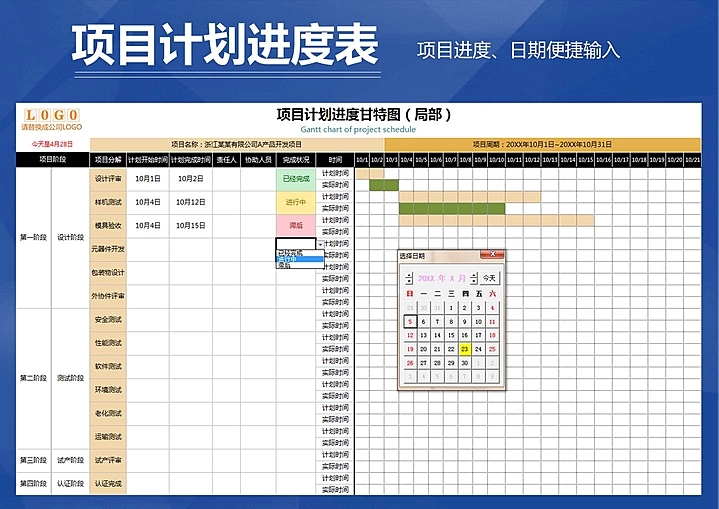 项目计划进度表
项目进度、日期便捷输入
LOGO
请替换成公司LOGO
项目计划进度甘特图（局部）
Gantt chart of project schedule
今天是4月28日
项目名称：浙江某某有限公司A产品开发项目
项目周期：20XX年10月1日~20XX年10月31日
项目阶段 项目分解 计划开始时间 计划完成时间 责任人 协助人员 完成状况 时间 10/1 10/2 10/3 10/4 10/5 10/6 10/7 10/8 10/9 10/10 10/11 10/12 10/13 10/14 10/15 10/16 10/17 10/18 10/19 10/20 10/21
第一阶段 设计阶段
设计评审 10月1日 10月2日 已经完成 计划时间
实际时间
样机测试 10月4日 10月12日 进行中 计划时间
实际时间
模具验收 10月4日 10月15日 滞后 计划时间
实际时间
元器件开发 计划时间
实际时间
已经完成
进行中
滞后
包装物设计 计划时间
实际时间
外协件评审 计划时间
实际时间
第二阶段 测试阶段
安全测试 计划时间
实际时间
性能测试 计划时间
实际时间
软件测试 计划时间
实际时间
环境测试 计划时间
实际时间
老化测试 计划时间
实际时间
运输测试 计划时间
实际时间
第三阶段 试产阶段 试产评审 计划时间
实际时间
第四阶段 认证阶段 认证完成 计划时间
实际时间
选择日期
20XX 年 X 月 今天
日 一 二 三 四 五 六
29 30 31 1 2 3 4
5 6 7 8 9 10 11
12 13 14 15 16 17 18
19 20 21 22 23 24 25
26 27 28 29 30 1 2
3 4 5 6 7 8 9